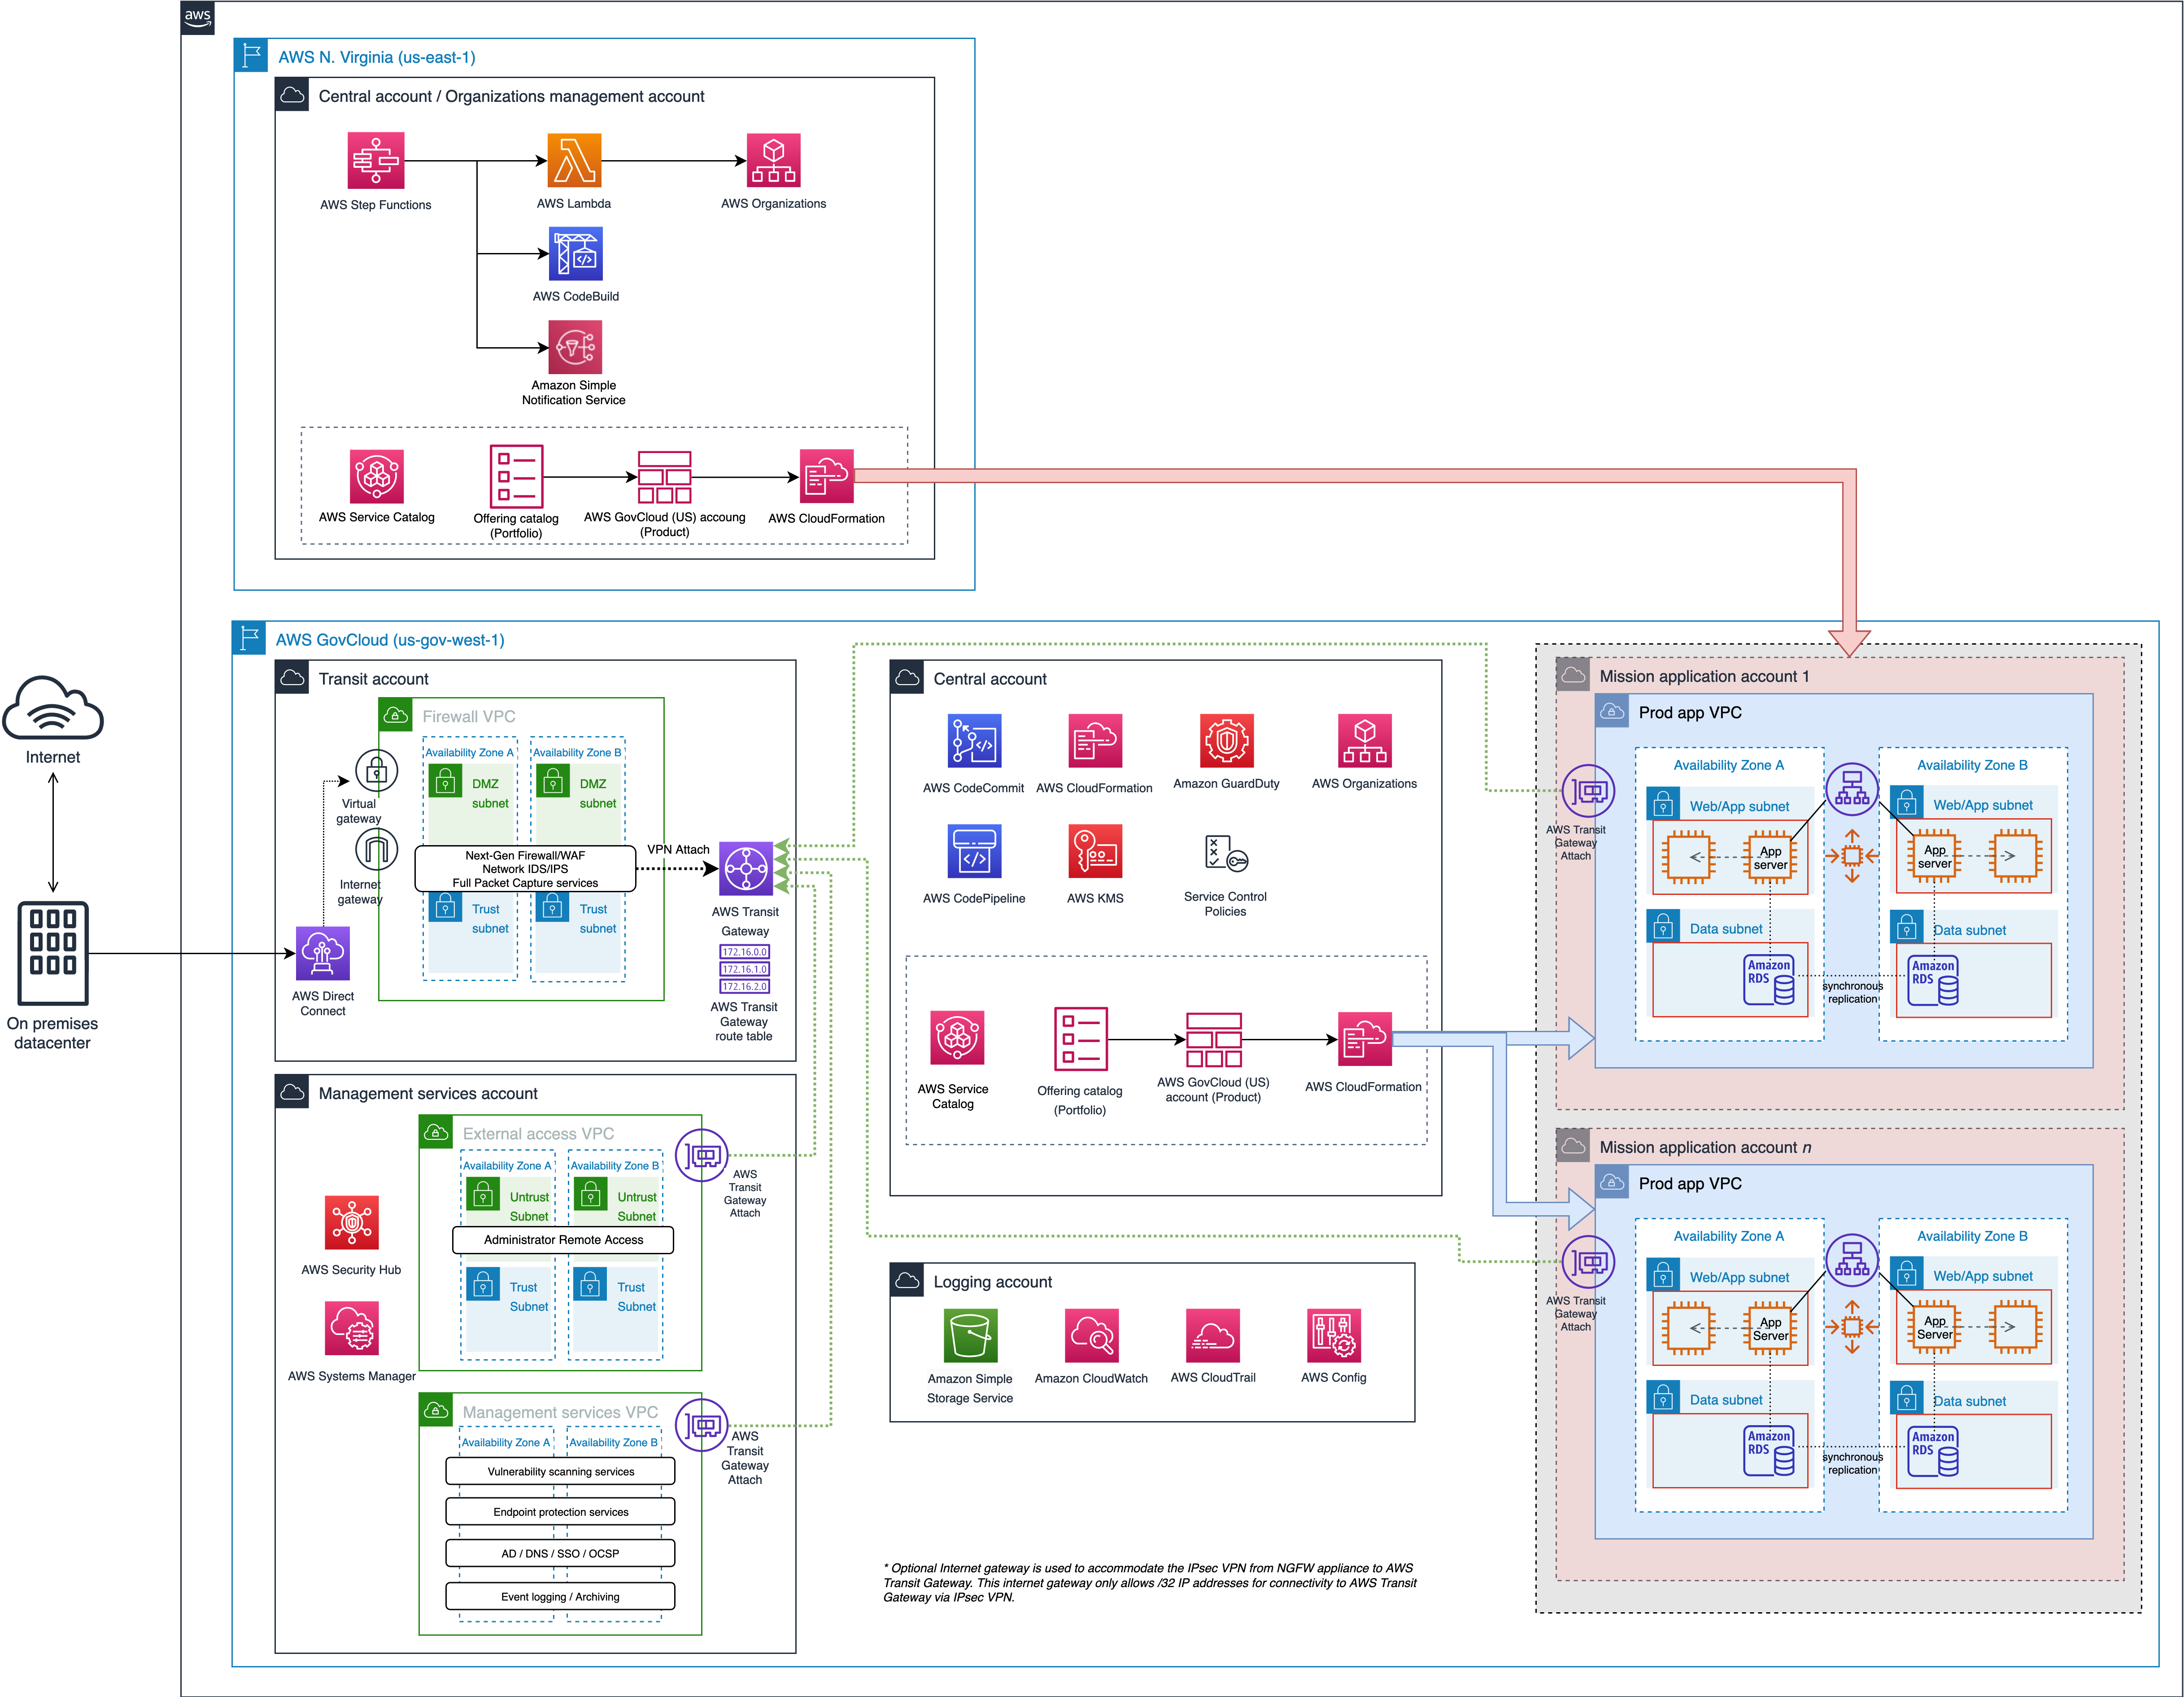 aws
AWS N. Virginia (us-east-1)
Central account / Organizations management account
AWS Step Functions
AWS Lambda
AWS Organizations
AWS CodeBuild
Amazon Simple
Notification Service
AWS Service Catalog
Offering catalog
(Portfolio)
AWS GovCloud (US) accoung
(Product)
AWS CloudFormation
AWS GovCloud (us-gov-west-1)
Internet
On premises
datacenter
Transit account
Firewall VPC
Availability Zone A
Availability Zone B
DMZ
subnet
DMZ
subnet
Virtual
gateway
Internet
gateway
Next-Gen Firewall/WAF
Network IDS/IPS
Full Packet Capture services
Trust
subnet
Trust
subnet
VPN Attach
AWS Direct
Connect
AWS Transit
Gateway
172.16.0.0
172.16.1.0
172.16.2.0
AWS Transit
Gateway
route table
Management services account
External access VPC
Availability Zone A
Availability Zone B
Untrust
Subnet
Untrust
Subnet
Administrator Remote Access
Trust
Subnet
Trust
Subnet
AWS
Transit
Gateway
Attach
AWS Security Hub
AWS Systems Manager
Management services VPC
Availability Zone A
Availability Zone B
Vulnerability scanning services
Endpoint protection services
AD / DNS / SSO / OCSP
Event logging / Archiving
AWS
Transit
Gateway
Attach
Central account
AWS CodeCommit
AWS CloudFormation
Amazon GuardDuty
AWS Organizations
AWS CodePipeline
AWS KMS
Service Control
Policies
AWS Service
Catalog
Offering catalog
(Portfolio)
AWS GovCloud (US)
account (Product)
AWS CloudFormation
Logging account
Amazon Simple
Storage Service
Amazon CloudWatch
AWS CloudTrail
AWS Config
* Optional Internet gateway is used to accommodate the IPsec VPN from NGFW appliance to AWS
Transit Gateway. This internet gateway only allows /32 IP addresses for connectivity to AWS Transit
Gateway via IPsec VPN.
Mission application account 1
Prod app VPC
Availability Zone A
Availability Zone B
Web/App subnet
Web/App subnet
AWS Transit
Gateway
Attach
App
server
App
server
Data subnet
Data subnet
Amazon
RDS
synchronous
replication
Amazon
RDS
Mission application account n
Prod app VPC
Availability Zone A
Availability Zone B
Web/App subnet
Web/App subnet
AWS Transit
Gateway
Attach
App
Server
App
Server
Data subnet
Data subnet
Amazon
RDS
synchronous
replication
Amazon
RDS